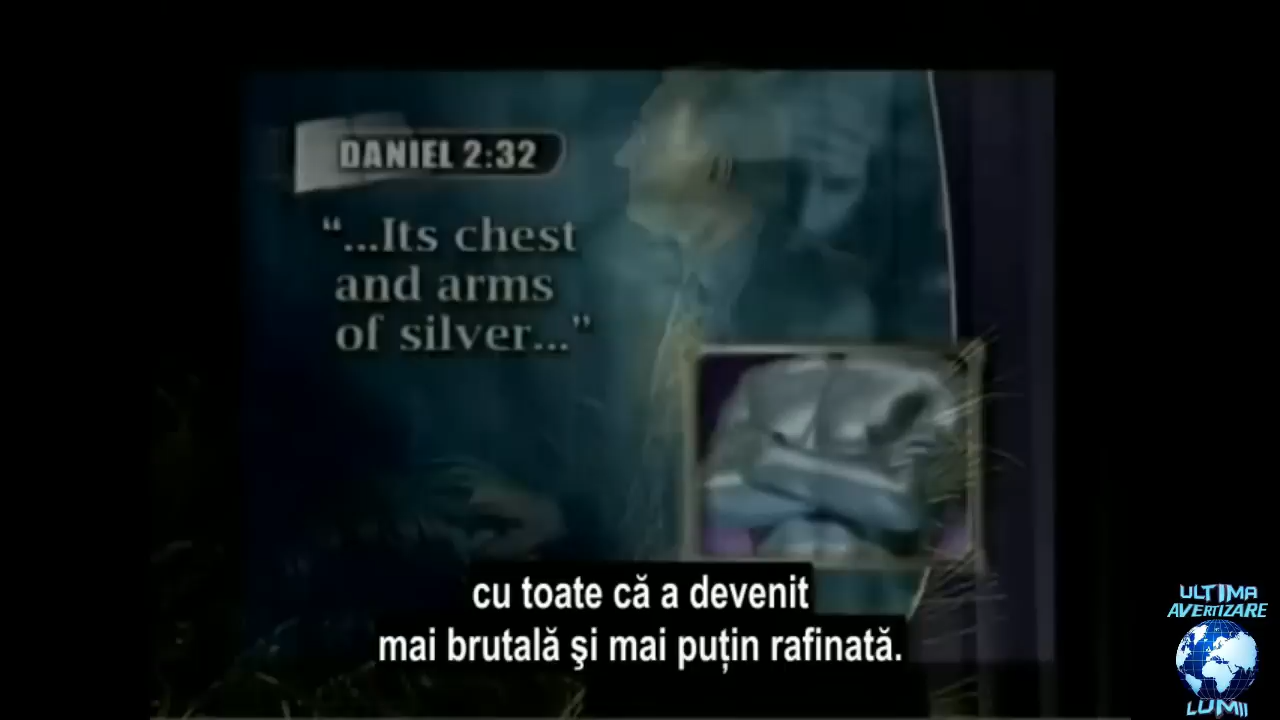 DANIEL 2:32
“...Its chest
and arms
of silver...”
cu toate că a devenit
mai brutală şi mai puțin rafinată.
ULTIMA
AVERTIZARE
LUMII